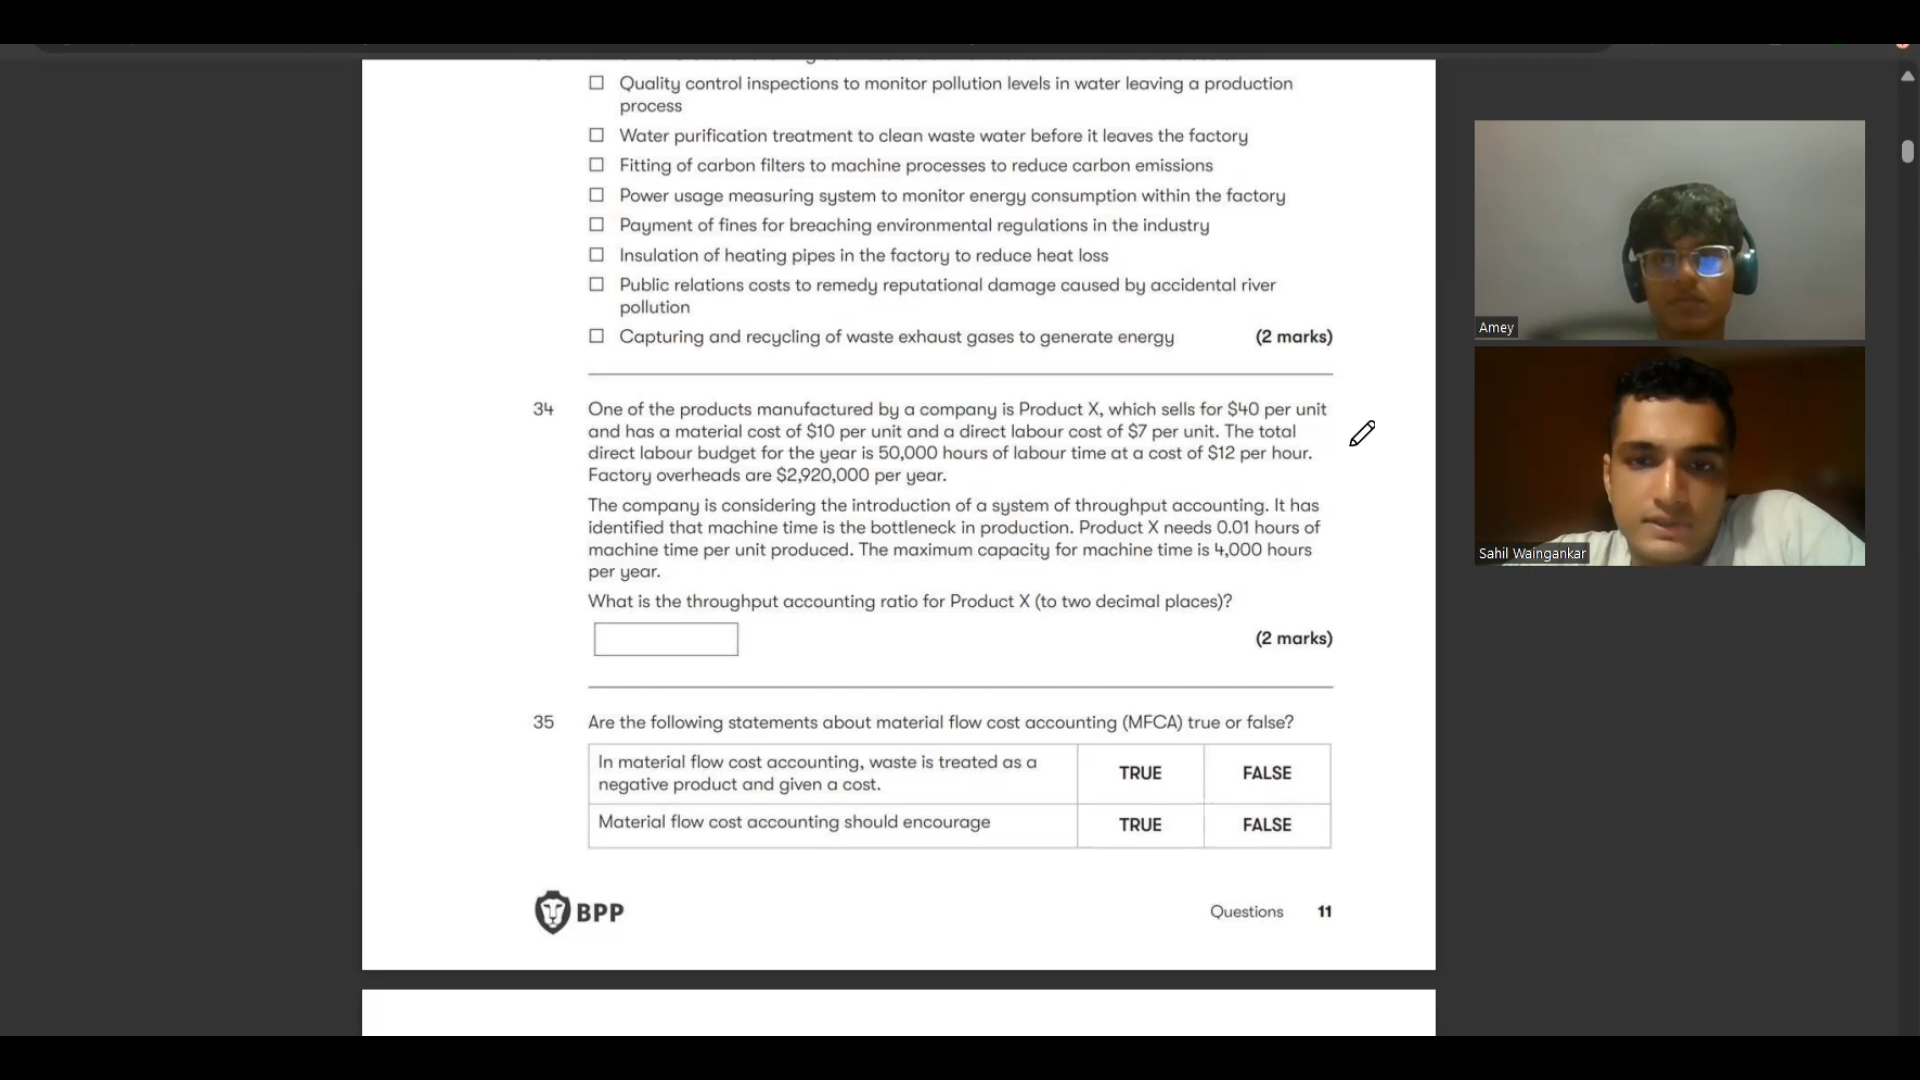 Quality control inspections to monitor pollution levels in water leaving a production
process
Water purification treatment to clean waste water before it leaves the factory
Fitting of carbon filters to machine processes to reduce carbon emissions
Power usage measuring system to monitor energy consumption within the factory
Payment of fines for breaching environmental regulations in the industry
Insulation of heating pipes in the factory to reduce heat loss
Public relations costs to remedy reputational damage caused by accidental river
pollution
Capturing and recycling of waste exhaust gases to generate energy (2 marks)
34 One of the products manufactured by a company is Product X, which sells for $40 per unit
and has a material cost of $10 per unit and a direct labour cost of $7 per unit. The total
direct labour budget for the year is 50,000 hours of labour time at a cost of $12 per hour.
Factory overheads are $2,920,000 per year.
The company is considering the introduction of a system of throughput accounting. It has
identified that machine time is the bottleneck in production. Product X needs 0.01 hours of
machine time per unit produced. The maximum capacity for machine time is 4,000 hours
per year.
What is the throughput accounting ratio for Product X (to two decimal places)?
(2 marks)
35 Are the following statements about material flow cost accounting (MFCA) true or false?
In material flow cost accounting, waste is treated as a
negative product and given a cost.
TRUE FALSE
Material flow cost accounting should encourage TRUE FALSE
BPP
Questions 11
Amey
Sahil Waingankar